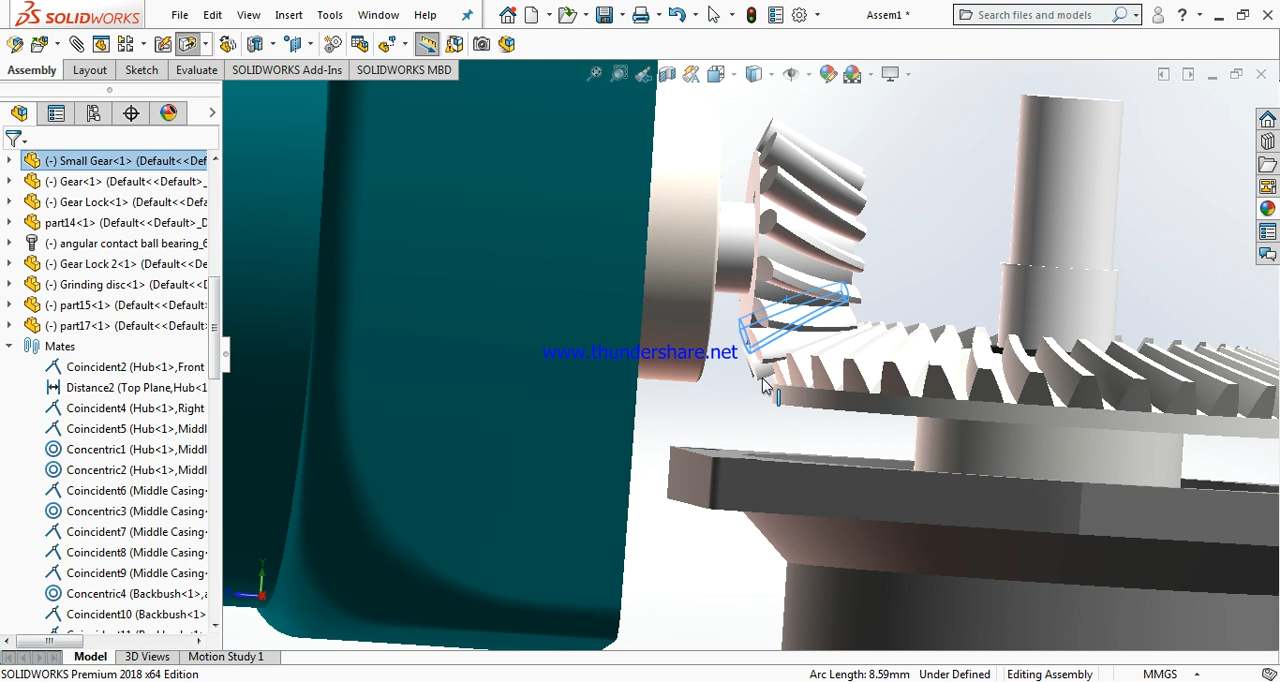 SOLIDWORKS
File Edit View Insert Tools Window Help
Assem1 *
Search files and models
Assembly Layout Sketch Evaluate SOLIDWORKS Add-Ins SOLIDWORKS MBD
(-) Small Gear<1> (Default<<Def
(-) Gear<1> (Default<<Default>_
(-) Gear Lock<1> (Default<<Defa
part14<1> (Default<<Default>_D
(-) angular contact ball bearing_6
(-) Gear Lock 2<1> (Default<<De
(-) Grinding disc<1> (Default<<D
(-) part15<1> (Default<<Default>
(-) part17<1> (Default<<Default>
Mates
Coincident2 (Hub<1>,Front
Distance2 (Top Plane,Hub<1
Coincident4 (Hub<1>,Right
Coincident5 (Hub<1>,Middl
Concentric1 (Hub<1>,Middl
Concentric2 (Hub<1>,Middl
Coincident6 (Middle Casing
Concentric3 (Middle Casing
Coincident7 (Middle Casing
Coincident8 (Middle Casing
Coincident9 (Middle Casing
Concentric4 (Backbush<1>,a
Coincident10 (Backbush<1>
www.thundershare.net
Y
Model 3D Views Motion Study 1
SOLIDWORKS Premium 2018 x64 Edition
Arc Length: 8.59mm Under Defined Editing Assembly MMGS